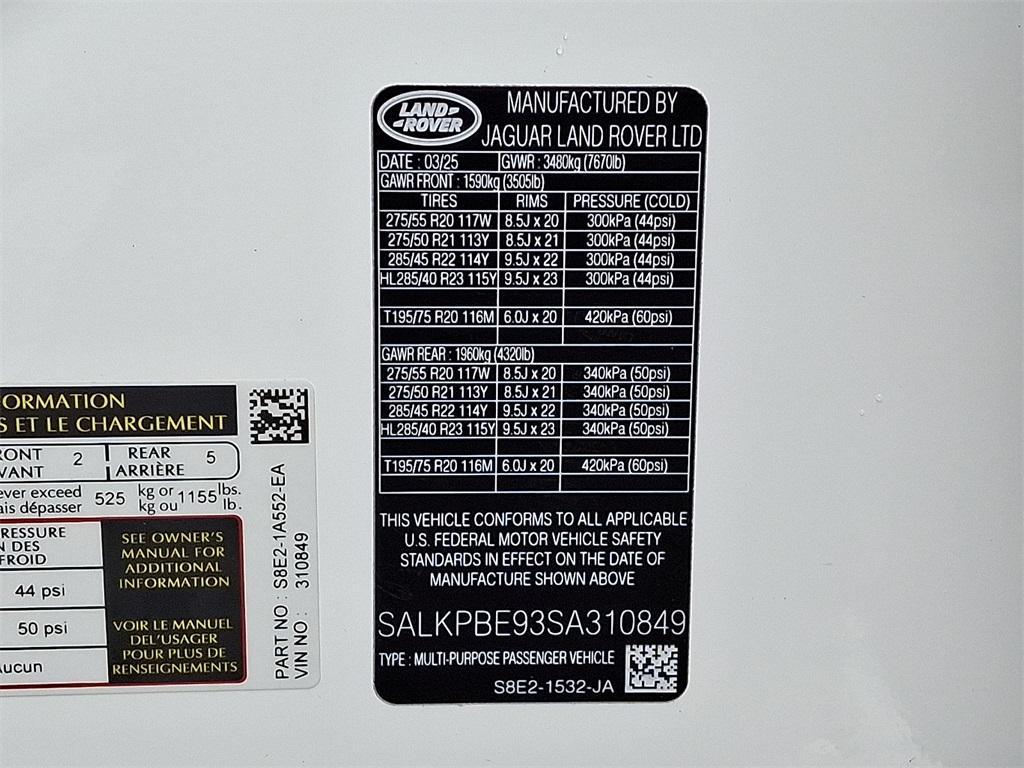 LAND-
-ROVER
MANUFACTURED BY
JAGUAR LAND ROVER LTD
DATE : 03/25 GVWR : 3480kg (7670lb)
GAWR FRONT : 1590kg (3505lb)
TIRES RIMS PRESSURE (COLD)
275/55 R20 117W 8.5J x 20 300kPa (44psi)
275/50 R21 113Y 8.5J x 21 300kPa (44psi)
285/45 R22 114Y 9.5J x 22 300kPa (44psi)
HL285/40 R23 115Y 9.5J x 23 300kPa (44psi)
T195/75 R20 116M 6.0J x 20 420kPa (60psi)
GAWR REAR : 1960kg (4320lb)
275/55 R20 117W 8.5J x 20 340kPa (50psi)
275/50 R21 113Y 8.5J x 21 340kPa (50psi)
285/45 R22 114Y 9.5J x 22 340kPa (50psi)
HL285/40 R23 115Y 9.5J x 23 340kPa (50psi)
T195/75 R20 116M 6.0J x 20 420kPa (60psi)
THIS VEHICLE CONFORMS TO ALL APPLICABLE
U.S. FEDERAL MOTOR VEHICLE SAFETY
STANDARDS IN EFFECT ON THE DATE OF
MANUFACTURE SHOWN ABOVE
SALKPBE93SA310849
TYPE : MULTI-PURPOSE PASSENGER VEHICLE
S8E2-1532-JA
ORMATION
S ET LE CHARGEMENT
RONT 2 REAR 5
VANT ARRIÈRE
ever exceed 525 kg or 1155 lbs.
ais dépasser kg ou lb.
RESSURE
N DES
FROID
44 psi
50 psi
Aucun
SEE OWNER'S
MANUAL FOR
ADDITIONAL
INFORMATION
VOIR LE MANUEL
DEL'USAGER
POUR PLUS DE
RENSEIGNEMENTS
PART NO : S8E2-1A552-EA
VIN NO : 310849